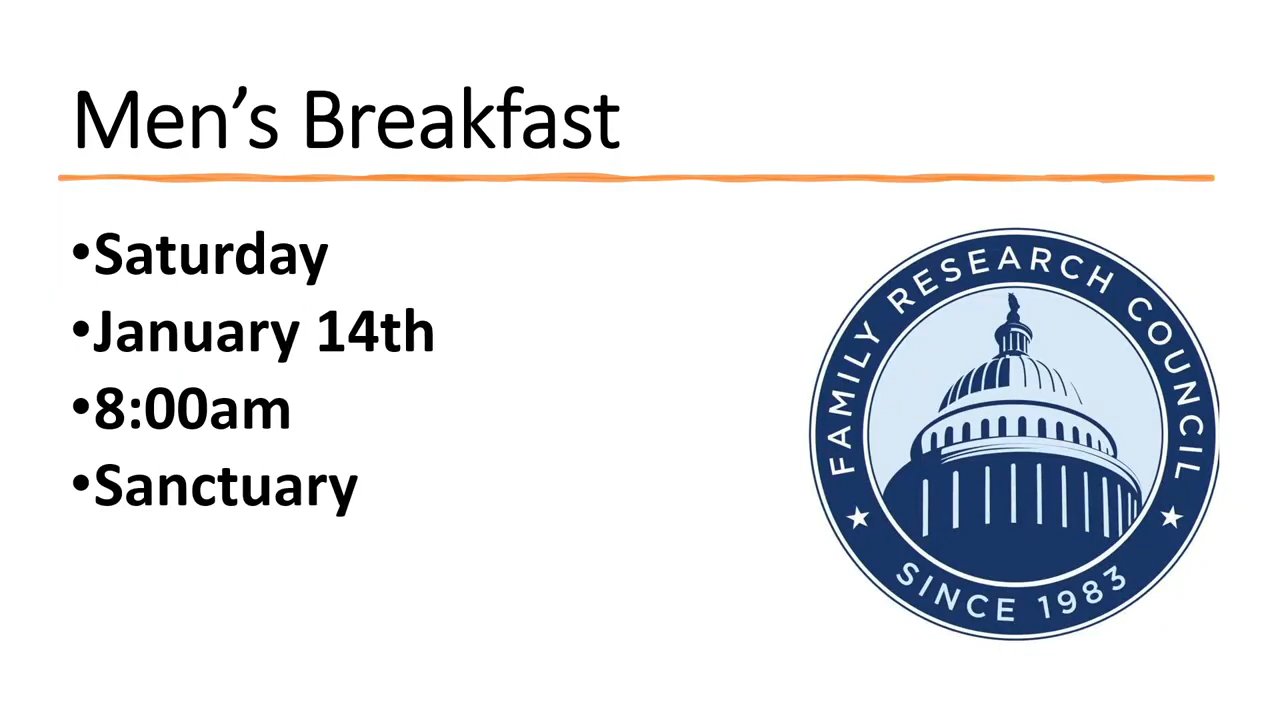 Men’s Breakfast
•Saturday
•January 14th
•8:00am
•Sanctuary
FAMILY RESEARCH COUNCIL
SINCE 1983